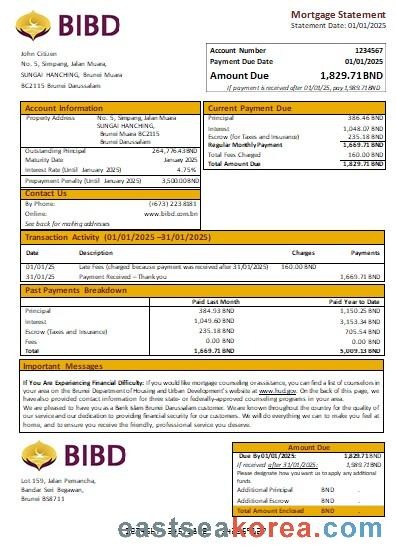 BIBD
Mortgage Statement
Statement Date: 01/01/2025
John Citizen
No. 5, Simpang, Jalan Muara,
SUNGAI HANCHING, Brunei Muara
BC2115 Brunei Darussalam
Account Number 1234567
Payment Due Date 01/01/2025
Amount Due 1,829.71BND
If payment is received after 01/01/25, pay 1,989.71BND
Account Information
Property Address No. 5, Simpang, Jalan Muara
SUNGAI HANCHING,
Brunei Muara
BC2115 Brunei Darussalam
Outstanding Principal 264,776.43BND
Maturity Date January 2025
Interest Rate (Until January 2025) 4.75%
Prepayment Penalty (Until January 2025) 3,500.00BND
Contact Us
By Phone: (+673) 223 8181
Online: www.bibd.com.bn
See back for mailing addresses
Current Payment Due
Principal 386.46 BND
Interest 1,048.07 BND
Escrow (for Taxes and Insurance) 235.18 BND
Regular Monthly Payment 1,669.71 BND
Total Fees Charged 160.00 BND
Total Amount Due 1,829.71 BND
Transaction Activity (01/01/2025 –31/01/2025)
Date Description Charges Payments
01/01/25 Late Fees (charged because payment was received after 31/01/2025) 160.00 BND
31/01/25 Payment Received – Thank you 1,669.71 BND
Past Payments Breakdown
Paid Last Month Paid Year to Date
Principal 384.93 BND 1,150.25 BND
Interest 1,049.60 BND 3,153.34 BND
Escrow (Taxes and Insurance) 235.18 BND 705.54 BND
Fees 0.00 BND 0.00 BND
Total 1,669.71 BND 5,009.13 BND
Important Messages
If You Are Experiencing Financial Difficulty: If you would like mortgage counseling or assistance, you can find a list of counselors in
your area on the Brunei Department of Housing and Urban Development's website at www.hud.gov. On the back of this page, we
have also provided contact information for three state- or federally-approved counseling programs in your area.
We are pleased to have you as a Bank Islam Brunei Darussalam customer. We are known throughout the country for the quality of
our service and our dedication to providing financial security for our customers. We will do everything we can to make you feel at
home, and to ensure you receive the friendly, professional service you deserve.
BIBD
Lot 159, Jalan Pemancha,
Bandar Seri Begawan,
Brunei BS8711
Amount Due
Due By 01/01/2025: 1,829.71BND
If received after 31/01/2025: 1,989.71BND
Please designate how you want us to apply any additional
funds
Additional Principal BND .
Additional Escrow BND .
Total Amount Enclosed BND .
eastseakorea.com